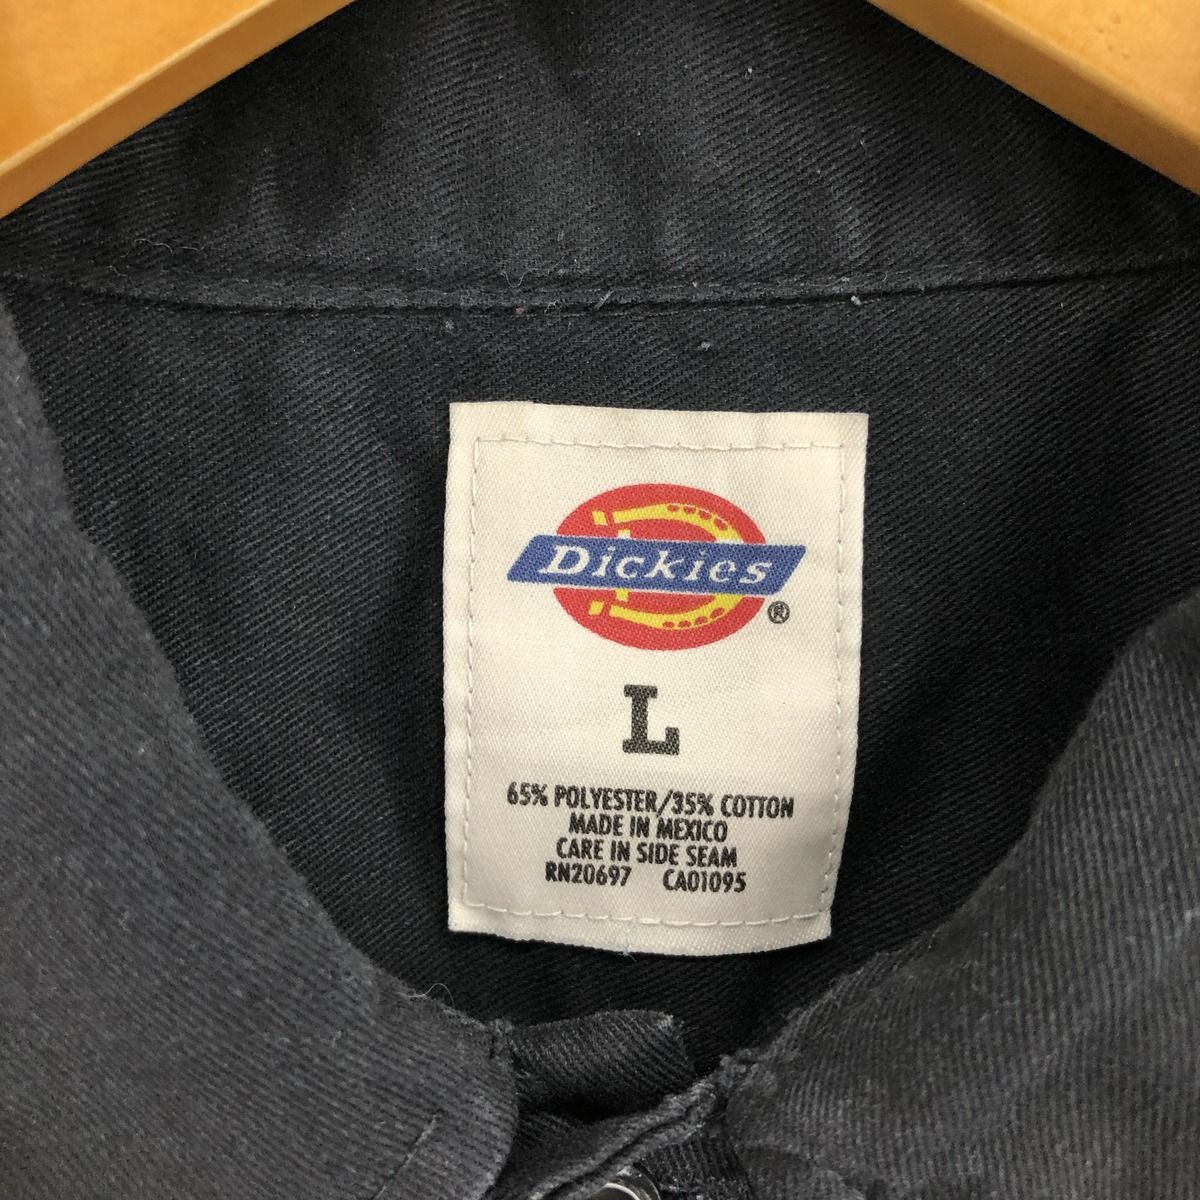 Dickies
®
L
65% POLYESTER/35% COTTON
MADE IN MEXICO
CARE IN SIDE SEAM
RN20697 CA01095